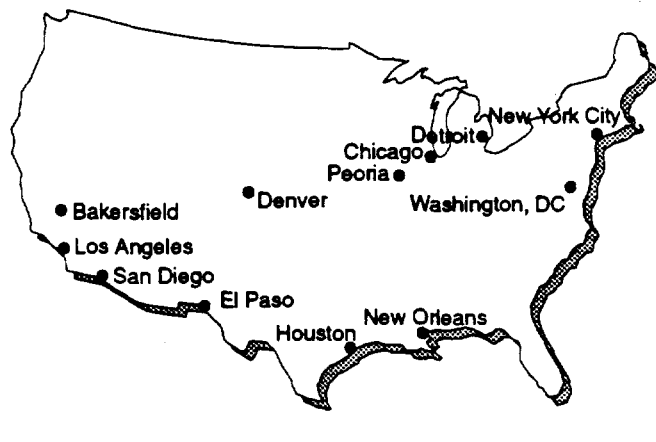 New York City
Detroit
Chicago
Peoria
Denver
Washington, DC
Bakersfield
Los Angeles
San Diego
El Paso
New Orleans
Houston